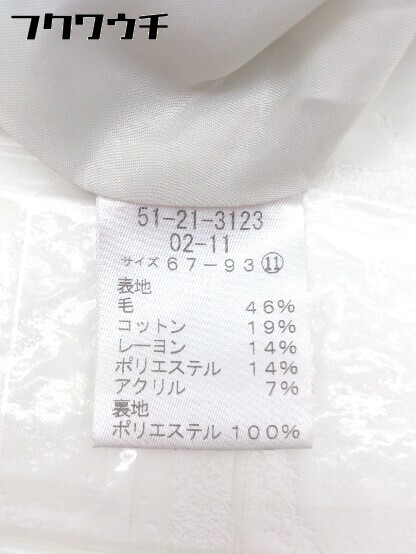 フクワウチ
51-21-3123
02-11
サイズ 67-93⑪
表地
毛 46%
コットン 19%
レーヨン 14%
ポリエステル 14%
アクリル 7%
裏地
ポリエステル 100%